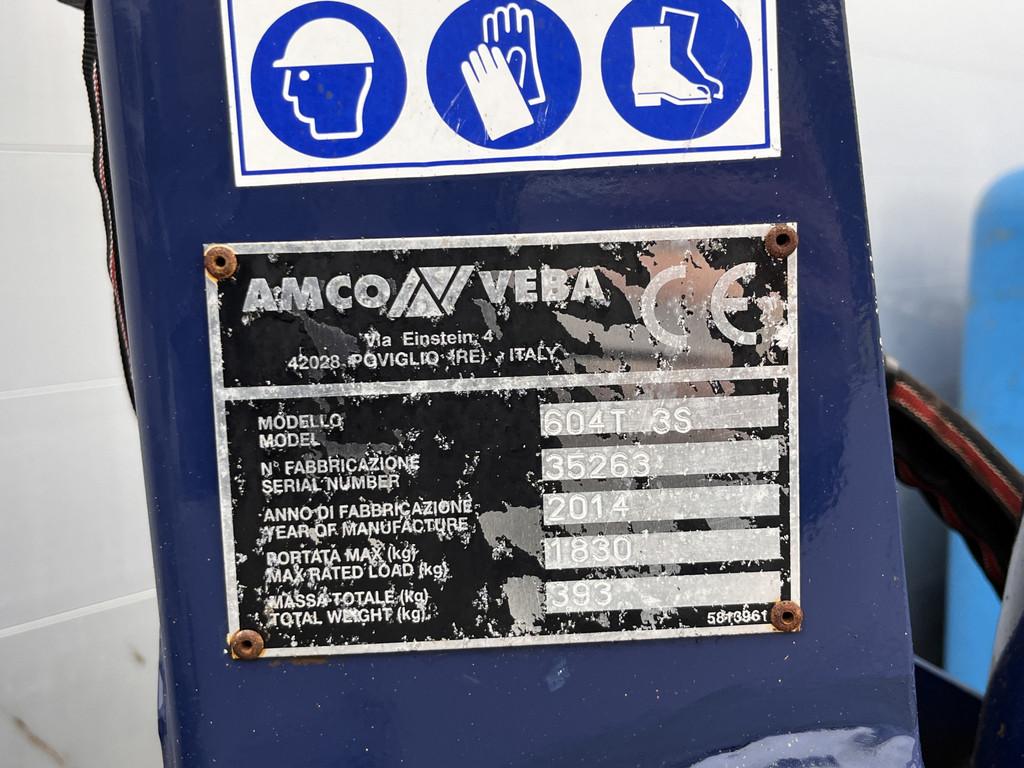 AMCO VEBA CE
Via Einstein, 4
42028 POVIGLIO (RE) ITALY
MODELLO
MODEL
604T 3S
N° FABBRICAZIONE
SERIAL NUMBER
35263
ANNO DI FABBRICAZIONE
YEAR OF MANUFACTURE
2014
PORTATA MAX (kg)
MAX RATED LOAD (kg)
1830
MASSA TOTALE (kg)
TOTAL WEIGHT (kg)
393
5813961